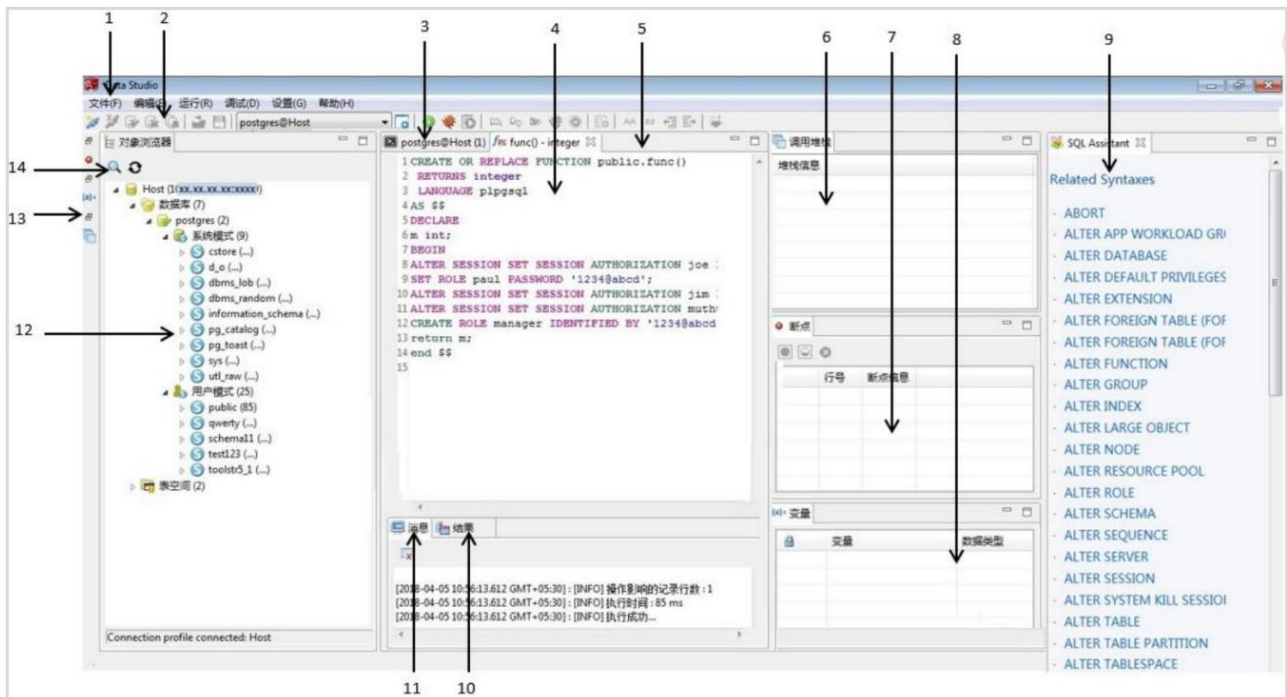 1
2
3
4
5
6
7
8
9
Data Studio
文件(F) 编辑(E) 运行(R) 调试(D) 设置(G) 帮助(H)
postgres@Host
对象浏览器
14
Host (1(xx.xx.xx.xx:xxxx))
13
数据库 (7)
postgres (2)
系统模式 (9)
cstore (...)
d_o (...)
dbms_lob (...)
dbms_random (...)
information_schema (...)
12
pg_catalog (...)
pg_toast (...)
sys (...)
utl_raw (...)
用户模式 (25)
public (85)
qwerty (...)
schema11 (...)
test123 (...)
toolstr5_1 (...)
表空间 (2)
Connection profile connected: Host
postgres@Host (1) func() - integer
1 CREATE OR REPLACE FUNCTION public.func()
2 RETURNS integer
3 LANGUAGE plpgsql
4 AS $$
5 DECLARE
6 m int;
7 BEGIN
8 ALTER SESSION SET SESSION AUTHORIZATION joe
9 SET ROLE paul PASSWORD '1234@abcd';
10 ALTER SESSION SET SESSION AUTHORIZATION jim
11 ALTER SESSION SET SESSION AUTHORIZATION muth
12 CREATE ROLE manager IDENTIFIED BY '1234@abcd
13 return m;
14 end $$
15
消息 结果
[2018-04-05 10:56:13.612 GMT+05:30] : [INFO] 操作影响的记录行数 : 1
[2018-04-05 10:56:13.612 GMT+05:30] : [INFO] 执行时间 : 85 ms
[2018-04-05 10:56:13.612 GMT+05:30] : [INFO] 执行成功...
11
10
调用堆栈
堆栈信息
断点
行号 断点信息
变量
变量 数据类型
SQL Assistant
Related Syntaxes
ABORT
ALTER APP WORKLOAD GR
ALTER DATABASE
ALTER DEFAULT PRIVILEGES
ALTER EXTENSION
ALTER FOREIGN TABLE (FOF
ALTER FOREIGN TABLE (FOF
ALTER FUNCTION
ALTER GROUP
ALTER INDEX
ALTER LARGE OBJECT
ALTER NODE
ALTER RESOURCE POOL
ALTER ROLE
ALTER SCHEMA
ALTER SEQUENCE
ALTER SERVER
ALTER SESSION
ALTER SYSTEM KILL SESSIO
ALTER TABLE
ALTER TABLE PARTITION
ALTER TABLESPACE